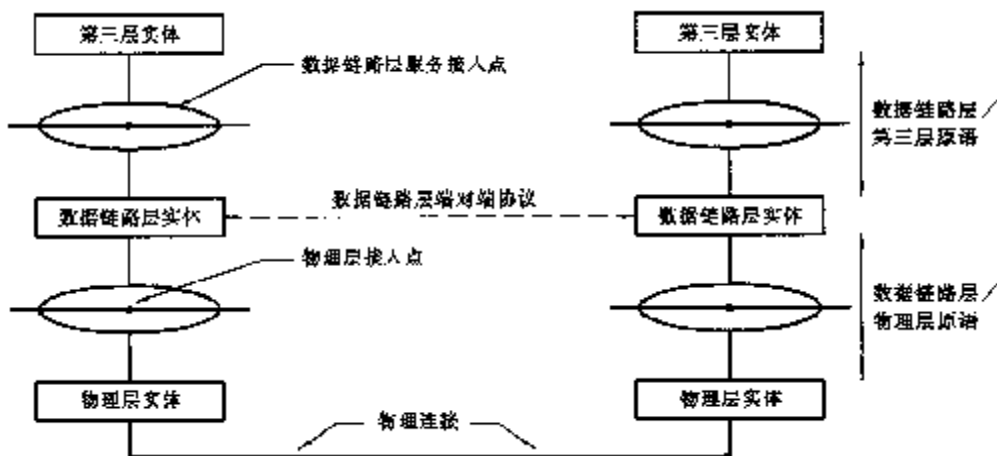 第三层实体
第三层实体
数据链路层服务接入点
数据链路层/
第三层原语
数据链路层端对端协议
数据链路层实体
数据链路层实体
物理层接入点
数据链路层/
物理层原语
物理层实体
物理层实体
物理连接